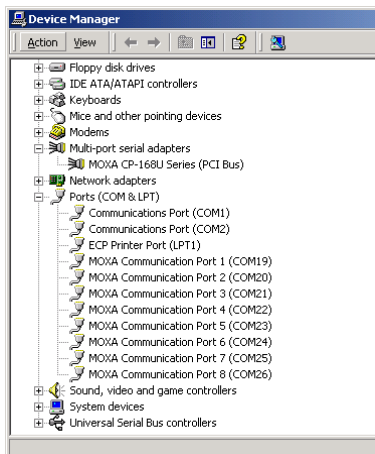 Device Manager
Action View
Floppy disk drives
IDE ATA/ATAPI controllers
Keyboards
Mice and other pointing devices
Modems
Multi-port serial adapters
MOXA CP-168U Series (PCI Bus)
Network adapters
Ports (COM & LPT)
Communications Port (COM1)
Communications Port (COM2)
ECP Printer Port (LPT1)
MOXA Communication Port 1 (COM19)
MOXA Communication Port 2 (COM20)
MOXA Communication Port 3 (COM21)
MOXA Communication Port 4 (COM22)
MOXA Communication Port 5 (COM23)
MOXA Communication Port 6 (COM24)
MOXA Communication Port 7 (COM25)
MOXA Communication Port 8 (COM26)
Sound, video and game controllers
System devices
Universal Serial Bus controllers